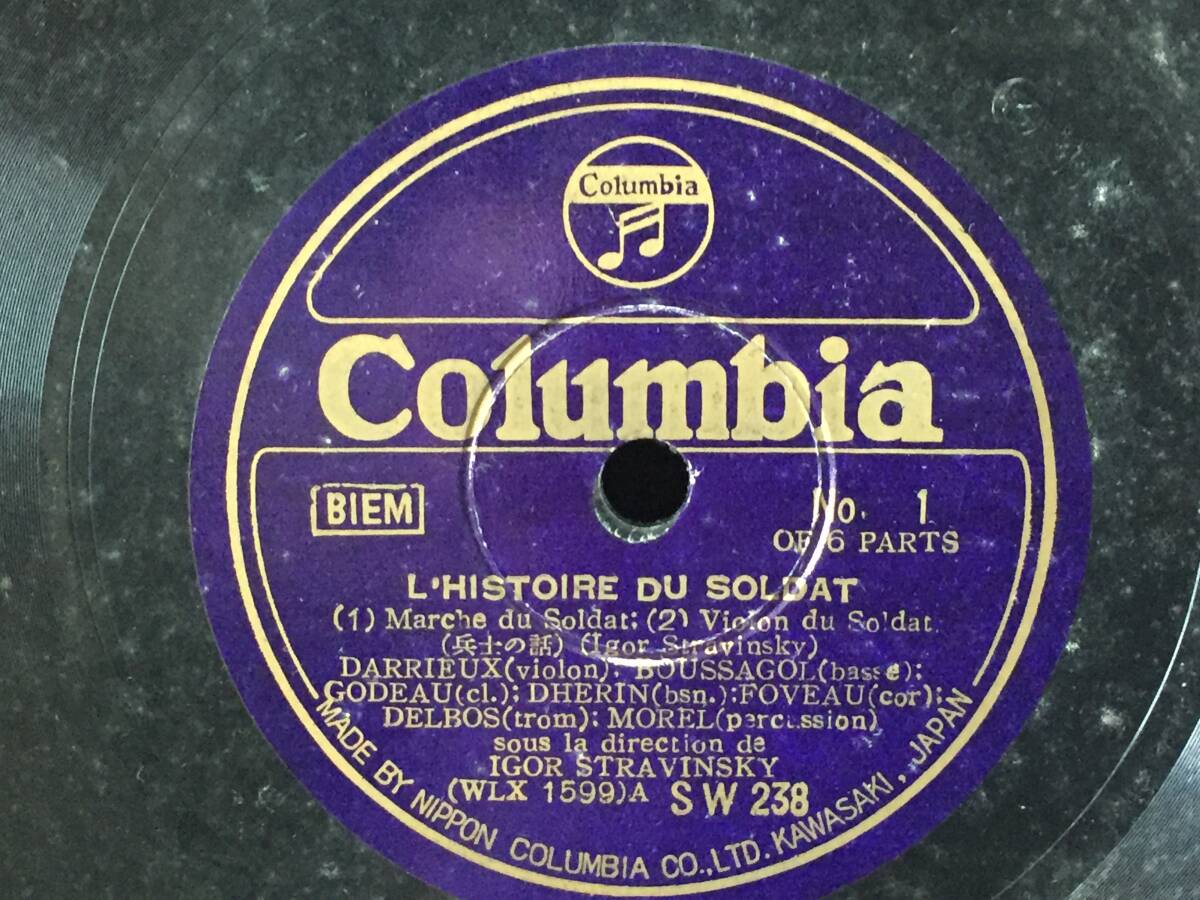 Columbia
Columbia
BIEM
No. 1
OF 6 PARTS
L'HISTOIRE DU SOLDAT
(1) Marche du Soldat; (2) Violon du Soldat.
(兵士の話) (Igor Stravinsky)
DARRIEUX(violon); BOUSSAGOL(basse);
GODEAU(cl.); DHERIN(bsn.); FOVEAU(cor);
DELBOS(trom); MOREL(percussion)
sous la direction de
IGOR STRAVINSKY
(WLX 1599)A SW 238
MADE BY NIPPON COLUMBIA CO., LTD. KAWASAKI, JAPAN